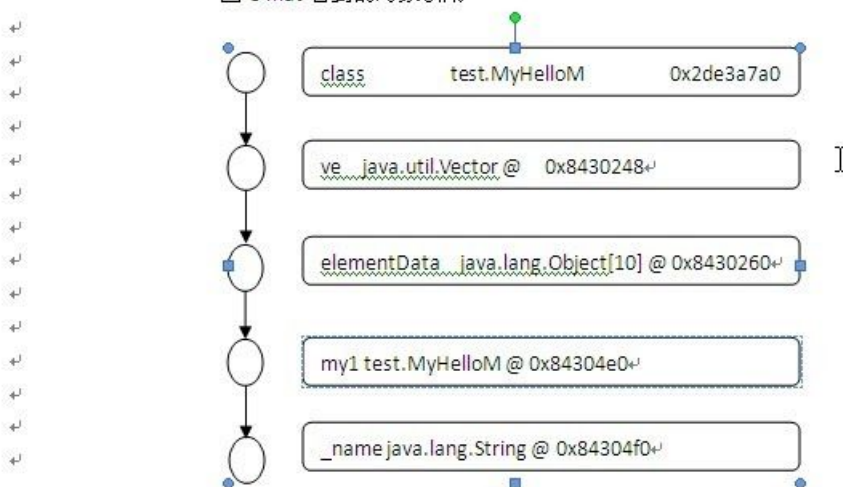 class test.MyHelloM 0x2de3a7a0
ve java.util.Vector @ 0x8430248
elementData java.lang.Object[10] @ 0x8430260
my1 test.MyHelloM @ 0x84304e0
_name java.lang.String @ 0x84304f0